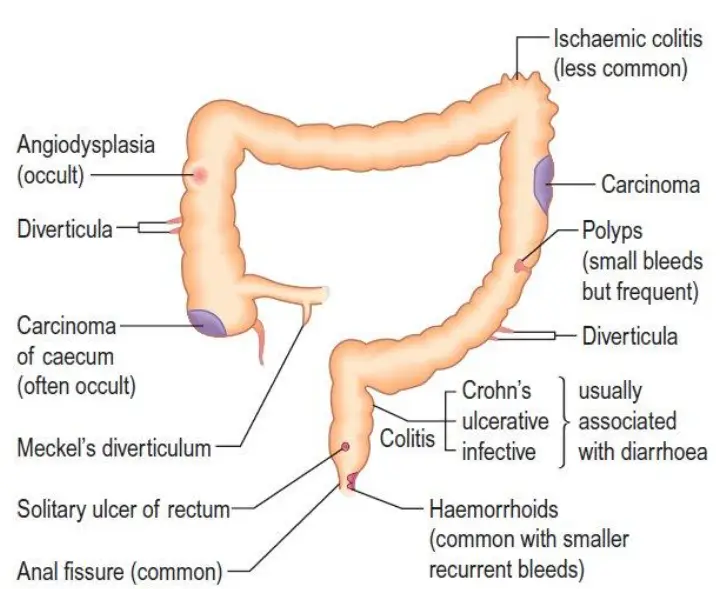 Ischaemic colitis
(less common)
Angiodysplasia
(occult)
Carcinoma
Diverticula
Polyps
(small bleeds
but frequent)
Carcinoma
of caecum
(often occult)
Diverticula
Meckel's diverticulum
Colitis
Crohn's
ulcerative
infective
usually
associated
with diarrhoea
Solitary ulcer of rectum
Haemorrhoids
(common with smaller
recurrent bleeds)
Anal fissure (common)